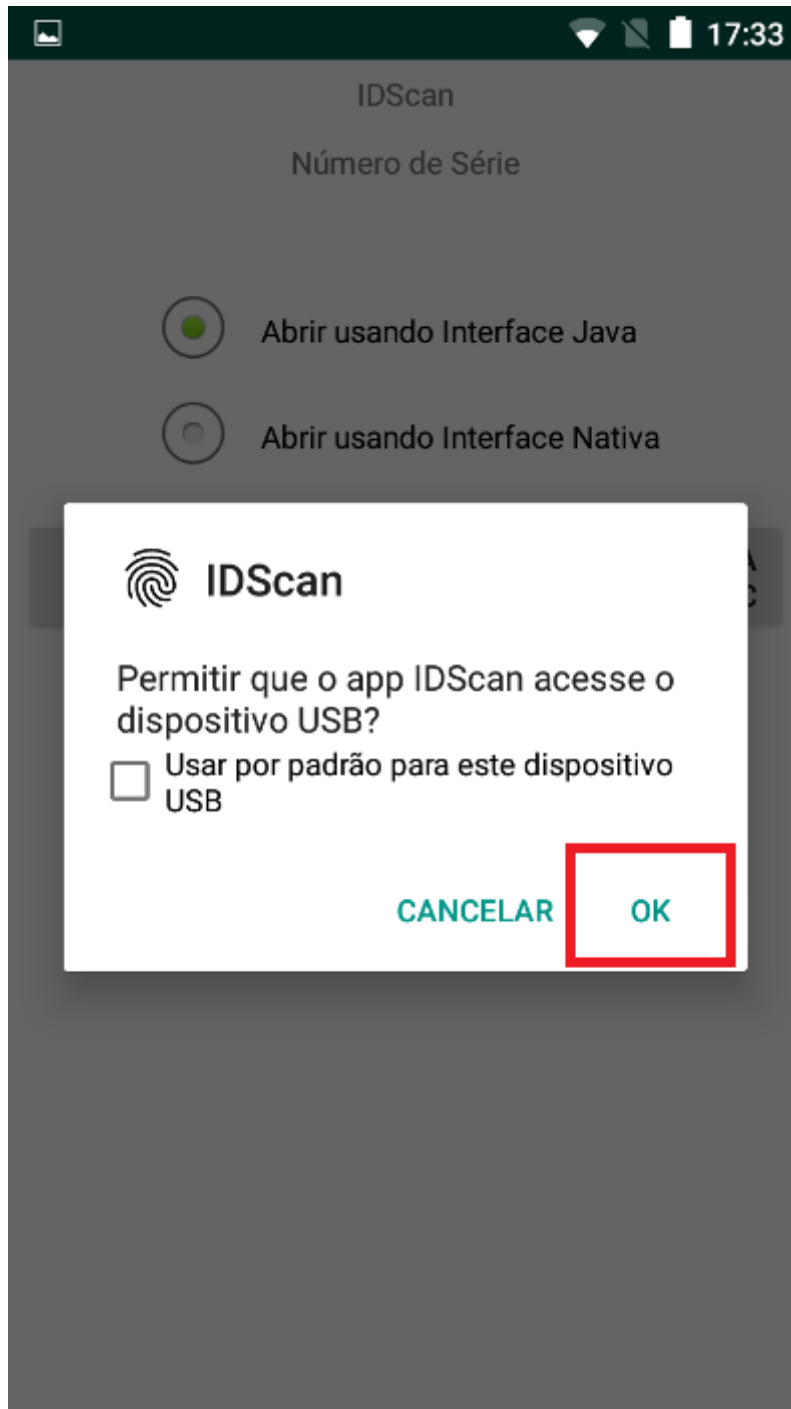 17:33
IDScan
Número de Série
Abrir usando Interface Java
Abrir usando Interface Nativa
IDScan
Permitir que o app IDScan acesse o
dispositivo USB?
Usar por padrão para este dispositivo
USB
CANCELAR OK